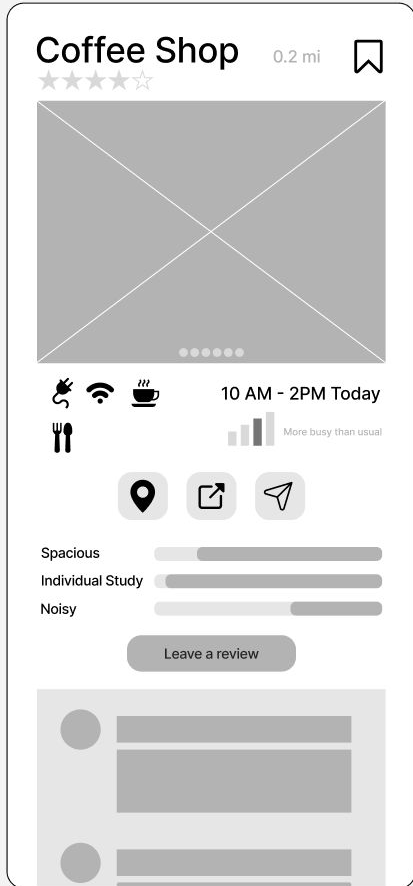 Coffee Shop
0.2 mi
10 AM - 2PM Today
More busy than usual
Spacious
Individual Study
Noisy
Leave a review